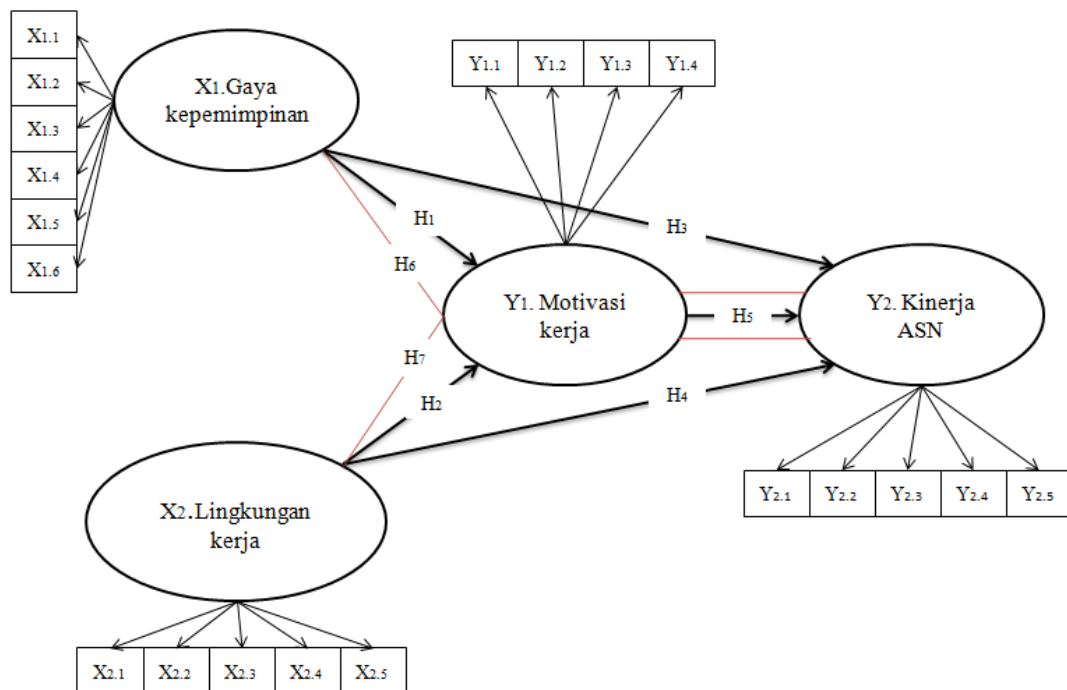 X₁.₁
X₁.₂
X₁.₃
X₁.₄
X₁.₅
X₁.₆
X₁.Gaya
kepemimpinan
Y₁.₁ Y₁.₂ Y₁.₃ Y₁.₄
H₁
H₃
H₆
Y₁. Motivasi
kerja
H₅
Y₂. Kinerja
ASN
H₇
H₂
H₄
X₂.Lingkungan
kerja
Y₂.₁ Y₂.₂ Y₂.₃ Y₂.₄ Y₂.₅
X₂.₁ X₂.₂ X₂.₃ X₂.₄ X₂.₅